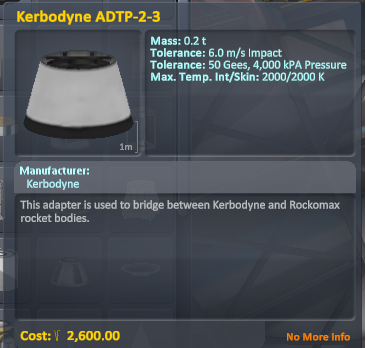 Kerbodyne ADTP-2-3
Mass: 0.2 t
Tolerance: 6.0 m/s Impact
Tolerance: 50 Gees, 4,000 kPA Pressure
Max. Temp. Int/Skin: 2000/2000 K
1m
Manufacturer:
Kerbodyne
This adapter is used to bridge between Kerbodyne and Rockomax
rocket bodies.
Cost: 2,600.00
No More Info